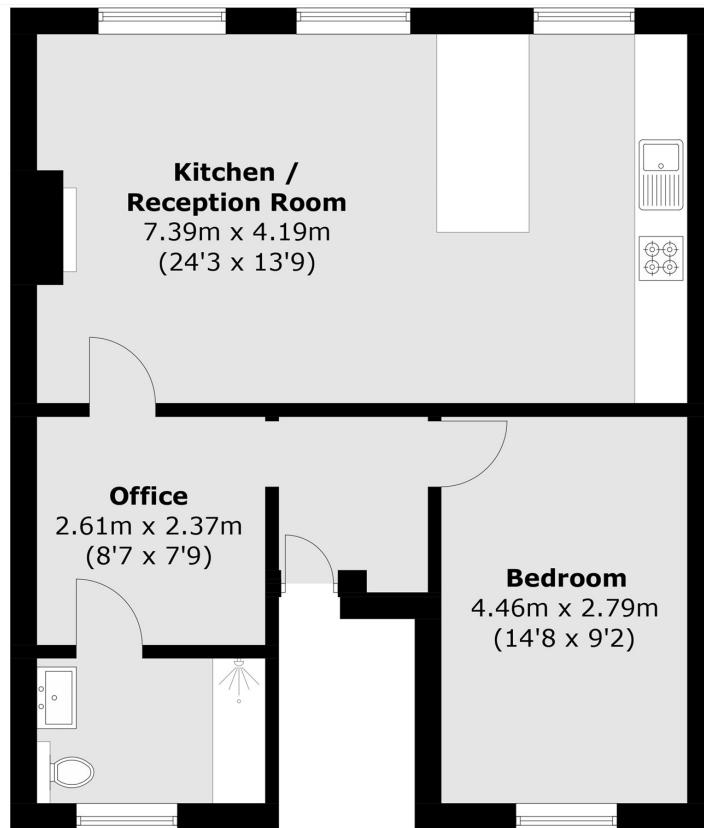 Kitchen /
Reception Room
7.39m x 4.19m
(24'3 x 13'9)
Office
2.61m x 2.37m
(8'7 x 7'9)
Bedroom
4.46m x 2.79m
(14'8 x 9'2)